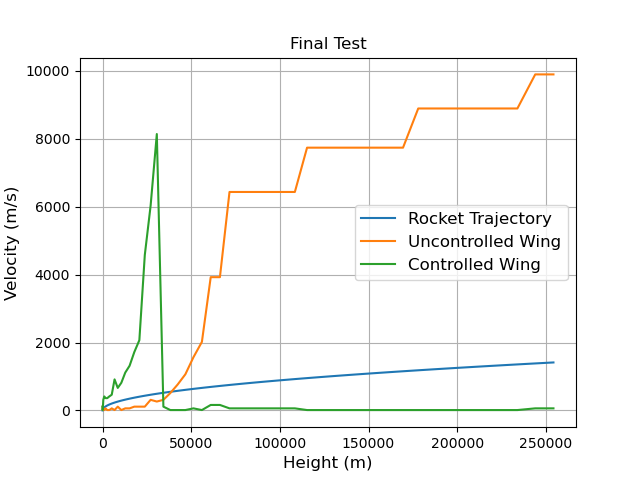 Final Test
10000
8000
6000
4000
2000
0
Velocity (m/s)
Rocket Trajectory
Uncontrolled Wing
Controlled Wing
0 50000 100000 150000 200000 250000
Height (m)